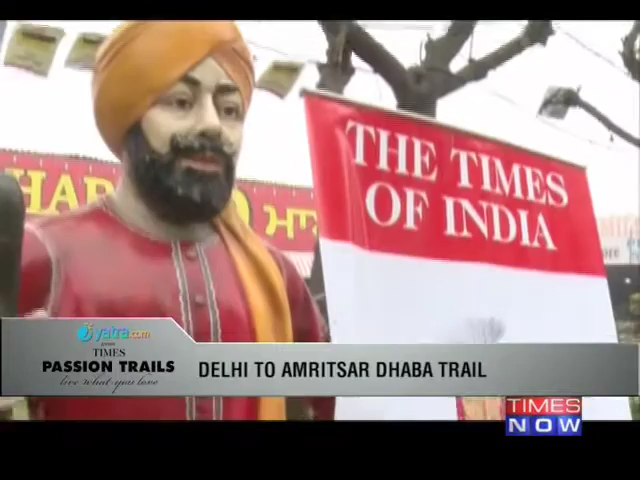 THE TIMES
OF INDIA
yatra.com
TIMES
PASSION TRAILS
live what you love
DELHI TO AMRITSAR DHABA TRAIL
TIMES
NOW